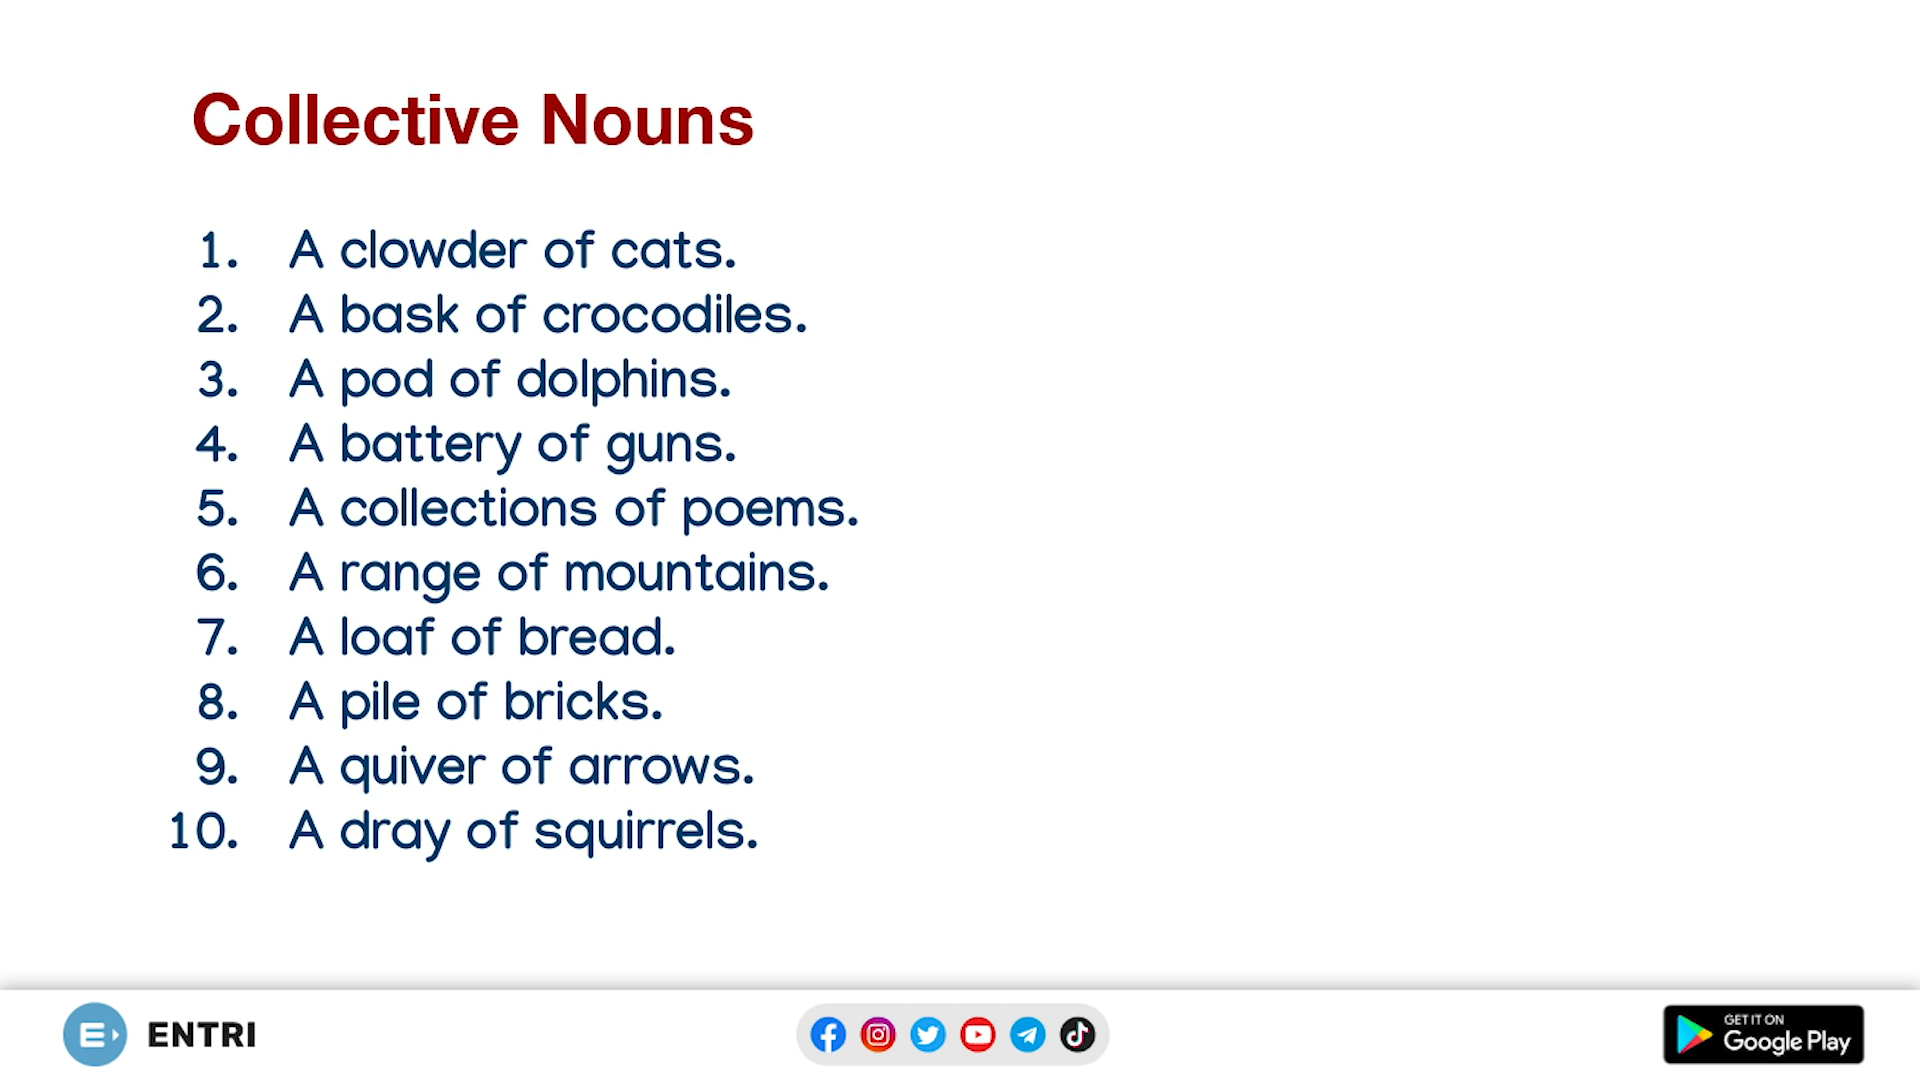 Collective Nouns
1. A clowder of cats.
2. A bask of crocodiles.
3. A pod of dolphins.
4. A battery of guns.
5. A collections of poems.
6. A range of mountains.
7. A loaf of bread.
8. A pile of bricks.
9. A quiver of arrows.
10. A dray of squirrels.
E ENTRI
GET IT ON
Google Play